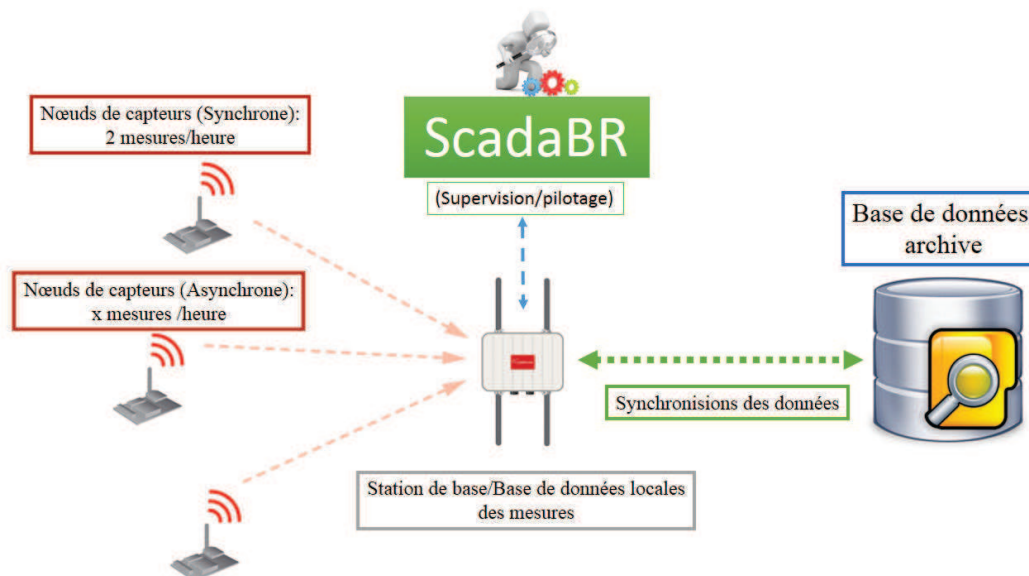 Nœuds de capteurs (Synchrone):
2 mesures/heure
ScadaBR
(Supervision/pilotage)
Base de données
archive
Nœuds de capteurs (Asynchrone):
x mesures /heure
Synchronisions des données
Station de base/Base de données locales
des mesures